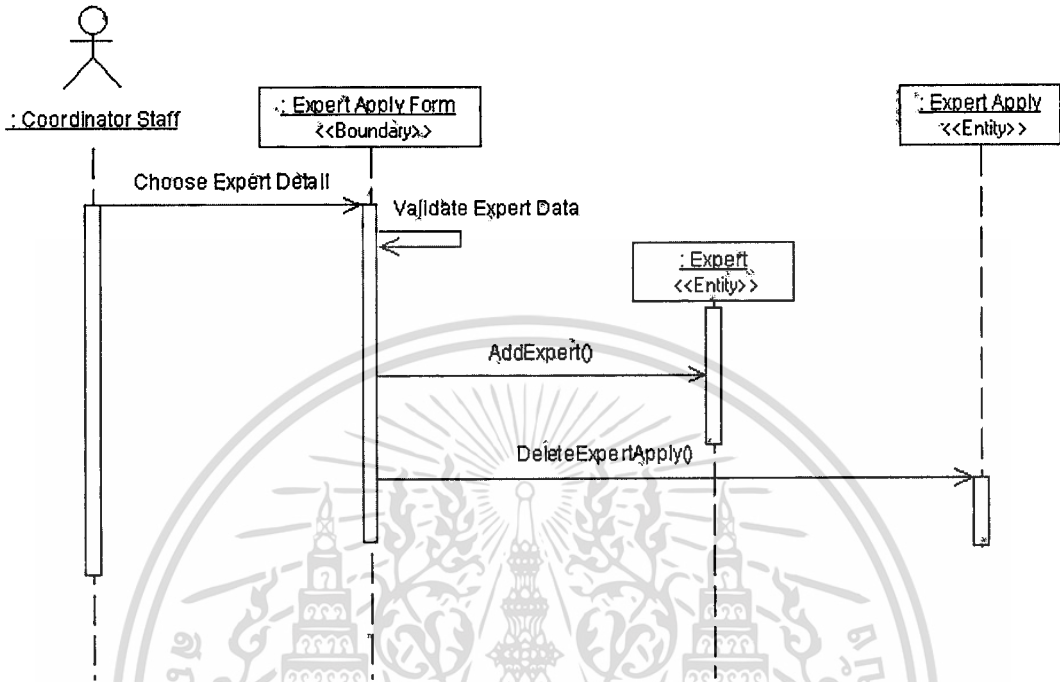 : Coordinator Staff
: Expert Apply Form
<<Boundary>>
: Expert Apply
<<Entity>>
Choose Expert Detail
Validate Expert Data
: Expert
<<Entity>>
AddExpert()
DeleteExpertApply()